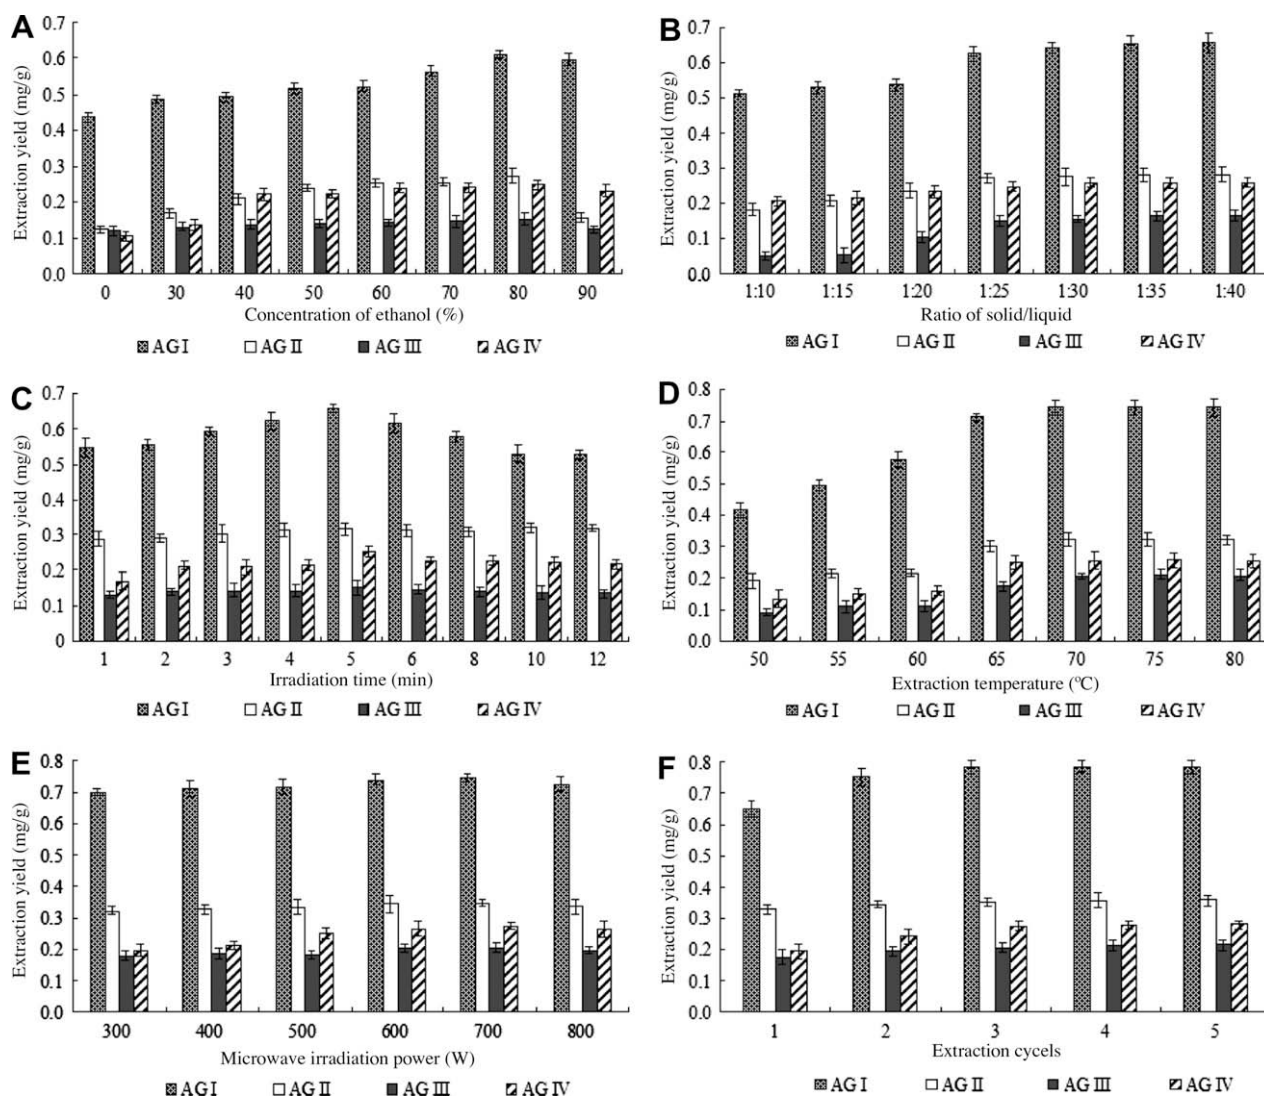 A
Extraction yield (mg/g)
0.7
0.6
0.5
0.4
0.3
0.2
0.1
0.0
0 30 40 50 60 70 80 90
Concentration of ethanol (%)
AG I AG II AG III AG IV
B
Extraction yield (mg/g)
0.7
0.6
0.5
0.4
0.3
0.2
0.1
0.0
1:10 1:15 1:20 1:25 1:30 1:35 1:40
Ratio of solid/liquid
AG I AG II AG III AG IV
C
Extraction yield (mg/g)
0.7
0.6
0.5
0.4
0.3
0.2
0.1
0
1 2 3 4 5 6 8 10 12
Irradiation time (min)
AG I AG II AG III AG IV
D
Extraction yield (mg/g)
0.8
0.7
0.6
0.5
0.4
0.3
0.2
0.1
0.0
50 55 60 65 70 75 80
Extraction temperature (ºC)
AG I AG II AG III AG IV
E
Extraction yield (mg/g)
0.8
0.7
0.6
0.5
0.4
0.3
0.2
0.1
0.0
300 400 500 600 700 800
Microwave irradiation power (W)
AG I AG II AG III AG IV
F
Extraction yield (mg/g)
0.8
0.7
0.6
0.5
0.4
0.3
0.2
0.1
0.0
1 2 3 4 5
Extraction cycels
AG I AG II AG III AG IV